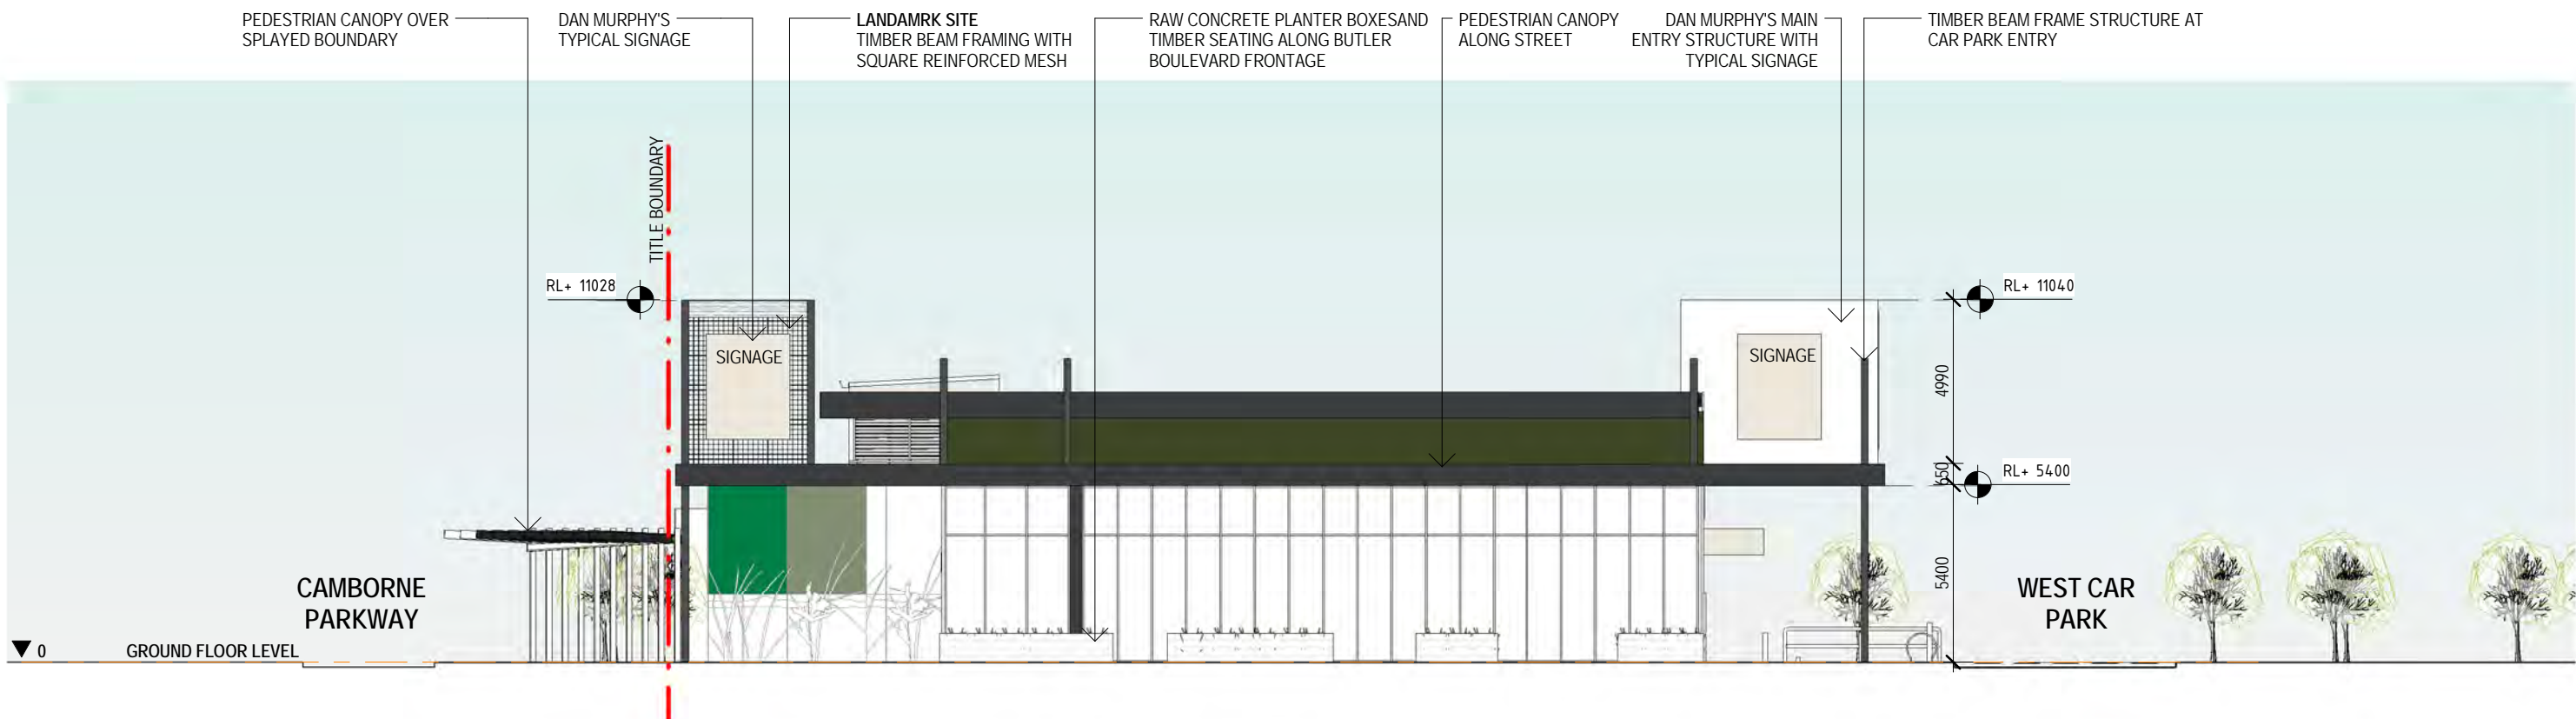 PEDESTRIAN CANOPY OVER
SPLAYED BOUNDARY
DAN MURPHY'S
TYPICAL SIGNAGE
LANDAMRK SITE
TIMBER BEAM FRAMING WITH
SQUARE REINFORCED MESH
RAW CONCRETE PLANTER BOXESAND
TIMBER SEATING ALONG BUTLER
BOULEVARD FRONTAGE
PEDESTRIAN CANOPY
ALONG STREET
DAN MURPHY'S MAIN
ENTRY STRUCTURE WITH
TYPICAL SIGNAGE
TIMBER BEAM FRAME STRUCTURE AT
CAR PARK ENTRY
TITLE BOUNDARY
RL+ 11028
RL+ 11040
SIGNAGE
SIGNAGE
4990
650
RL+ 5400
5400
CAMBORNE
PARKWAY
WEST CAR
PARK
0
GROUND FLOOR LEVEL